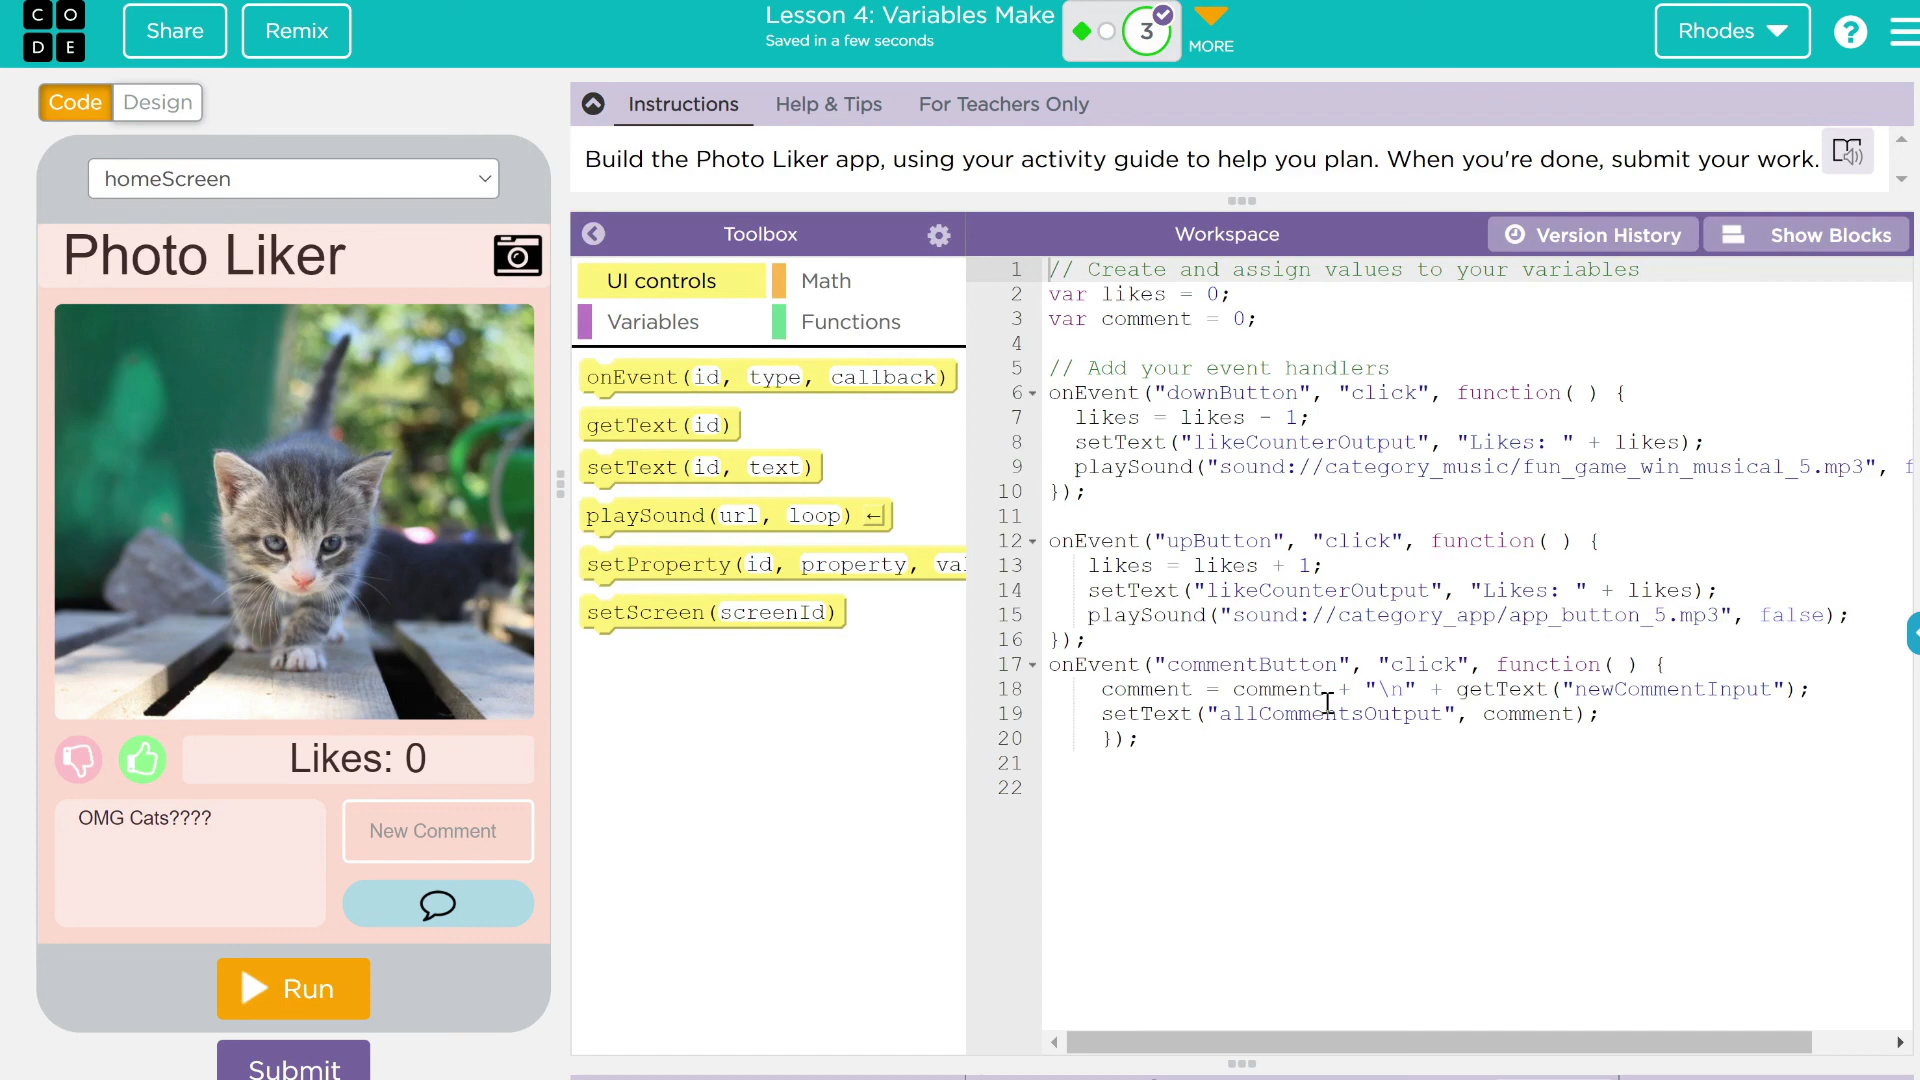 CO
DE
Share
Remix
Lesson 4: Variables Make
Saved in a few seconds
3
MORE
Rhodes
?
Code
Design
Instructions
Help & Tips
For Teachers Only
Build the Photo Liker app, using your activity guide to help you plan. When you're done, submit your work.
homeScreen
Photo Liker
Likes: 0
OMG Cats????
New Comment
Run
Submit
Toolbox
UI controls
Math
Variables
Functions
onEvent(id, type, callback)
getText(id)
setText(id, text)
playSound(url, loop) ←
setProperty(id, property, val
setScreen(screenId)
Workspace
Version History
Show Blocks
1 // Create and assign values to your variables
2 var likes = 0;
3 var comment = 0;
4
5 // Add your event handlers
6 onEvent("downButton", "click", function( ) {
7 likes = likes - 1;
8 setText("likeCounterOutput", "Likes: " + likes);
9 playSound("sound://category_music/fun_game_win_musical_5.mp3", f
10 });
11
12 onEvent("upButton", "click", function( ) {
13 likes = likes + 1;
14 setText("likeCounterOutput", "Likes: " + likes);
15 playSound("sound://category_app/app_button_5.mp3", false);
16 });
17 onEvent("commentButton", "click", function( ) {
18 comment = comment + "\n" + getText("newCommentInput");
19 setText("allCommentsOutput", comment);
20 });
21
22